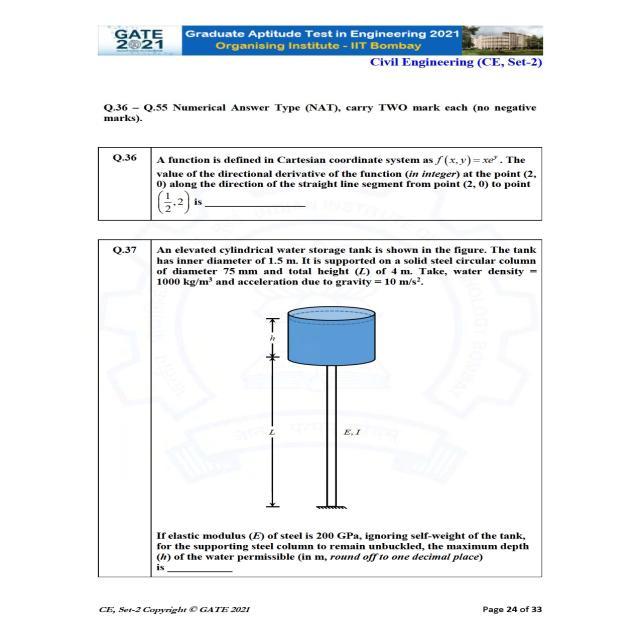 GATE Graduate Aptitude Test in Engineering 2021
2021 Organising Institute - IIT Bombay
Civil Engineering (CE, Set-2)
Q.36 – Q.55 Numerical Answer Type (NAT), carry TWO mark each (no negative
marks).
Q.36 A function is defined in Cartesian coordinate system as f(x, y) = xeʸ. The
value of the directional derivative of the function (in integer) at the point (2,
0) along the direction of the straight line segment from point (2, 0) to point
(1/2, 2) is ____________
Q.37 An elevated cylindrical water storage tank is shown in the figure. The tank
has inner diameter of 1.5 m. It is supported on a solid steel circular column
of diameter 75 mm and total height (L) of 4 m. Take, water density =
1000 kg/m³ and acceleration due to gravity = 10 m/s².
h
L E, I
If elastic modulus (E) of steel is 200 GPa, ignoring self-weight of the tank,
for the supporting steel column to remain unbuckled, the maximum depth
(h) of the water permissible (in m, round off to one decimal place)
is ____________
CE, Set-2 Copyright © GATE 2021 Page 24 of 33